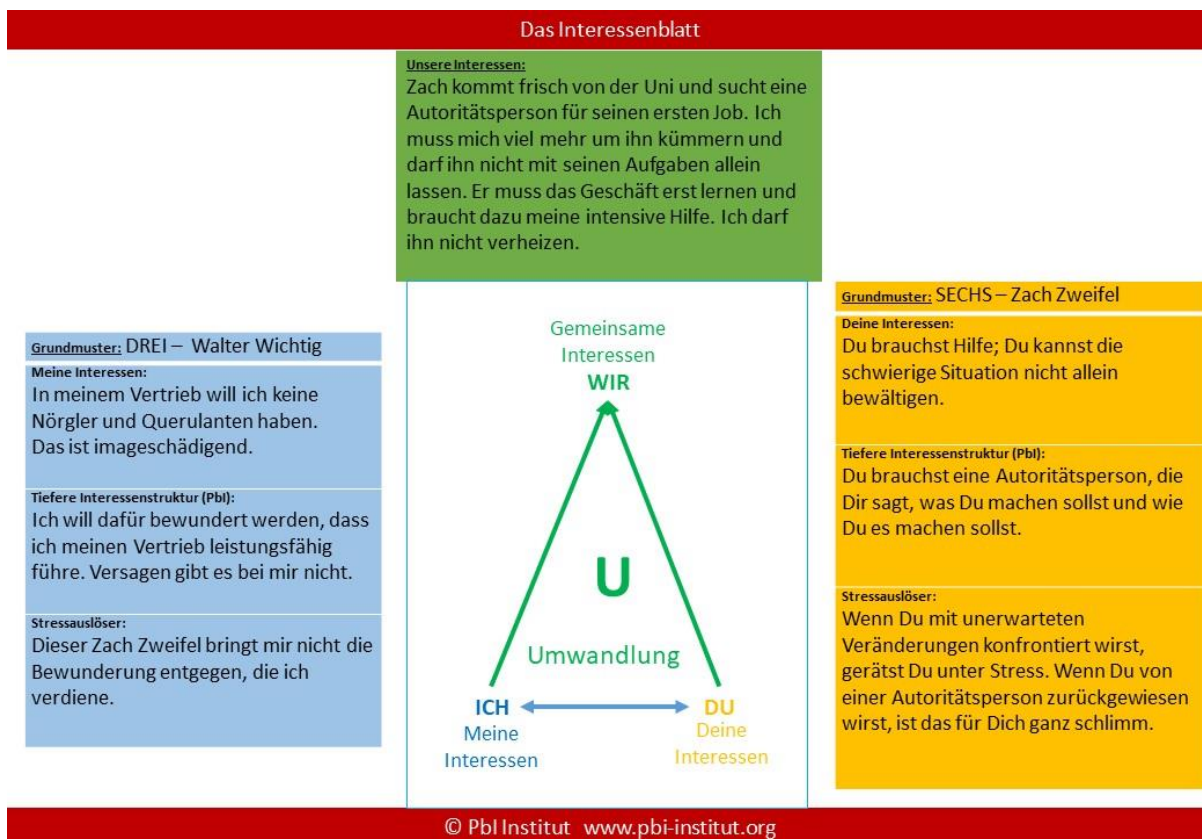 Das Interessenblatt
Unsere Interessen:
Zach kommt frisch von der Uni und sucht eine
Autoritätsperson für seinen ersten Job. Ich
muss mich viel mehr um ihn kümmern und
darf ihn nicht mit seinen Aufgaben allein
lassen. Er muss das Geschäft erst lernen und
braucht dazu meine intensive Hilfe. Ich darf
ihn nicht verheizen.
Grundmuster: DREI – Walter Wichtig
Meine Interessen:
In meinem Vertrieb will ich keine
Nörgler und Querulanten haben.
Das ist imageschädigend.
Tiefere Interessenstruktur (PbI):
Ich will dafür bewundert werden, dass
ich meinen Vertrieb leistungsfähig
führe. Versagen gibt es bei mir nicht.
Stressauslöser:
Dieser Zach Zweifel bringt mir nicht die
Bewunderung entgegen, die ich
verdiene.
Gemeinsame
Interessen
WIR
U
Umwandlung
ICH
Meine
Interessen
DU
Deine
Interessen
Grundmuster: SECHS – Zach Zweifel
Deine Interessen:
Du brauchst Hilfe; Du kannst die
schwierige Situation nicht allein
bewältigen.
Tiefere Interessenstruktur (PbI):
Du brauchst eine Autoritätsperson, die
Dir sagt, was Du machen sollst und wie
Du es machen sollst.
Stressauslöser:
Wenn Du mit unerwarteten
Veränderungen konfrontiert wirst,
gerätst Du unter Stress. Wenn Du von
einer Autoritätsperson zurückgewiesen
wirst, ist das für Dich ganz schlimm.
© PbI Institut www.pbi-institut.org